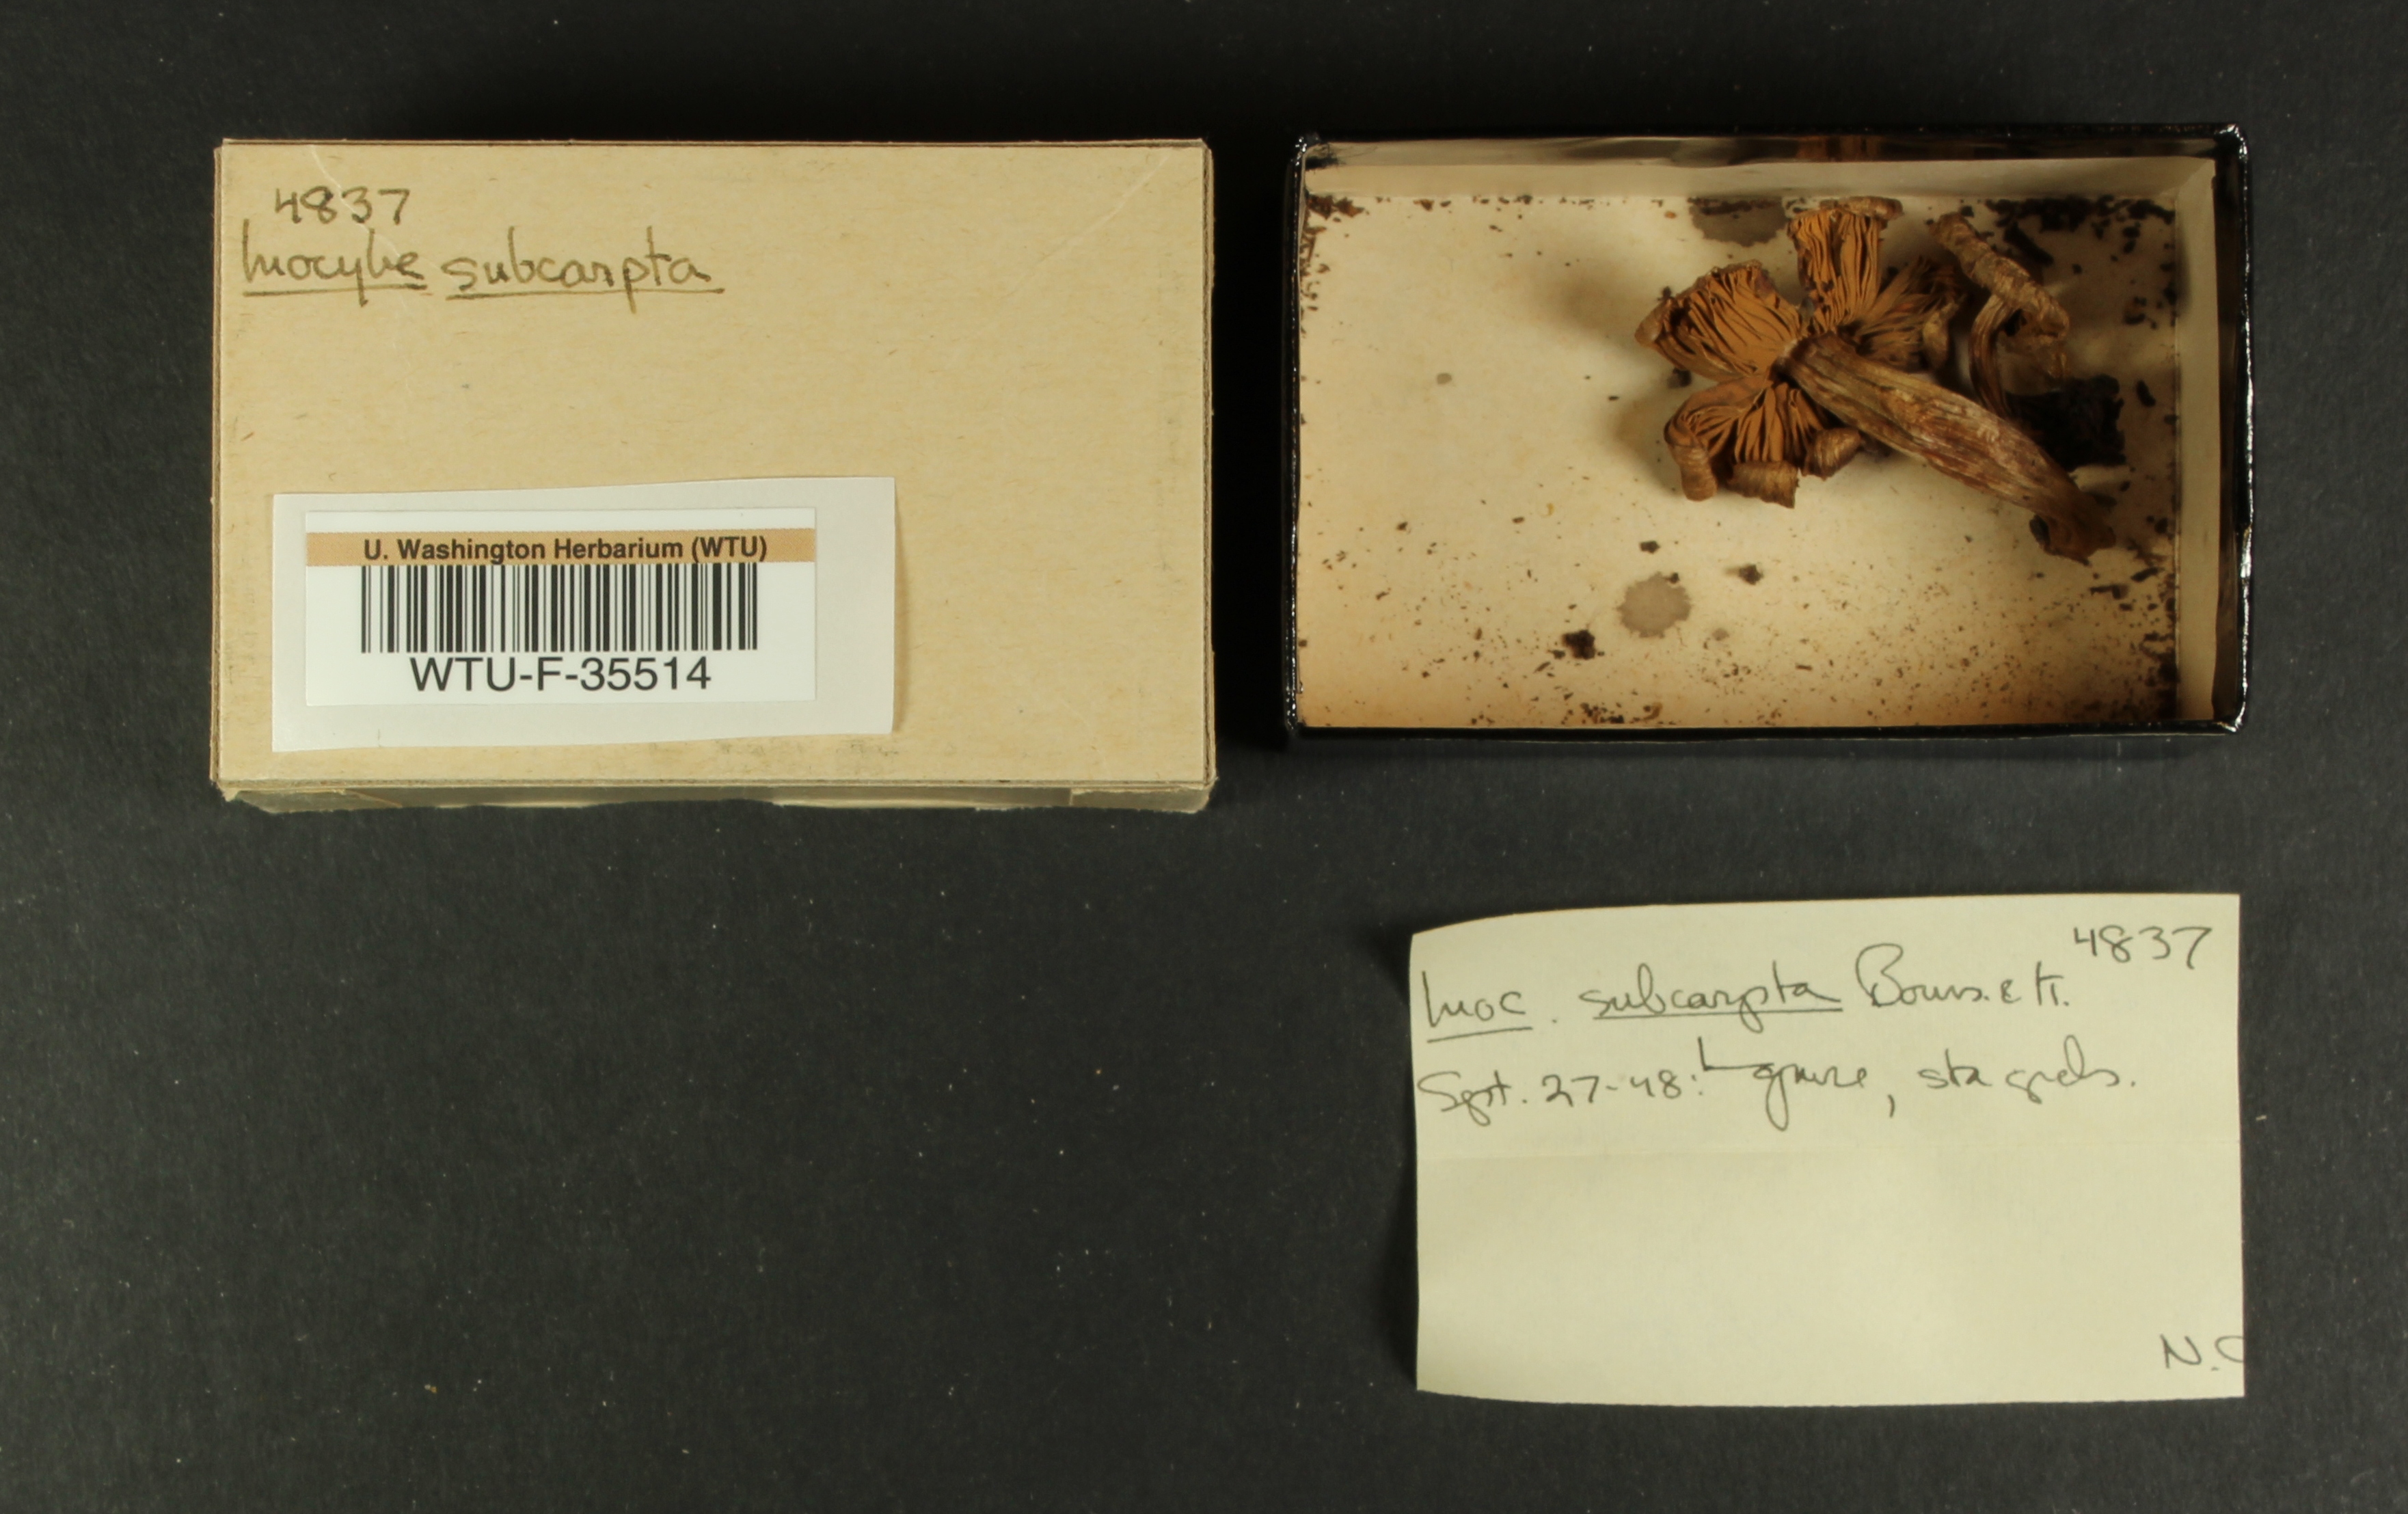 4837
Inocybe subcarpta
U. Washington Herbarium (WTU)
WTU-F-35514
4837
Inoc. subcarpta Bours.
Sept. 27-48:
N.C